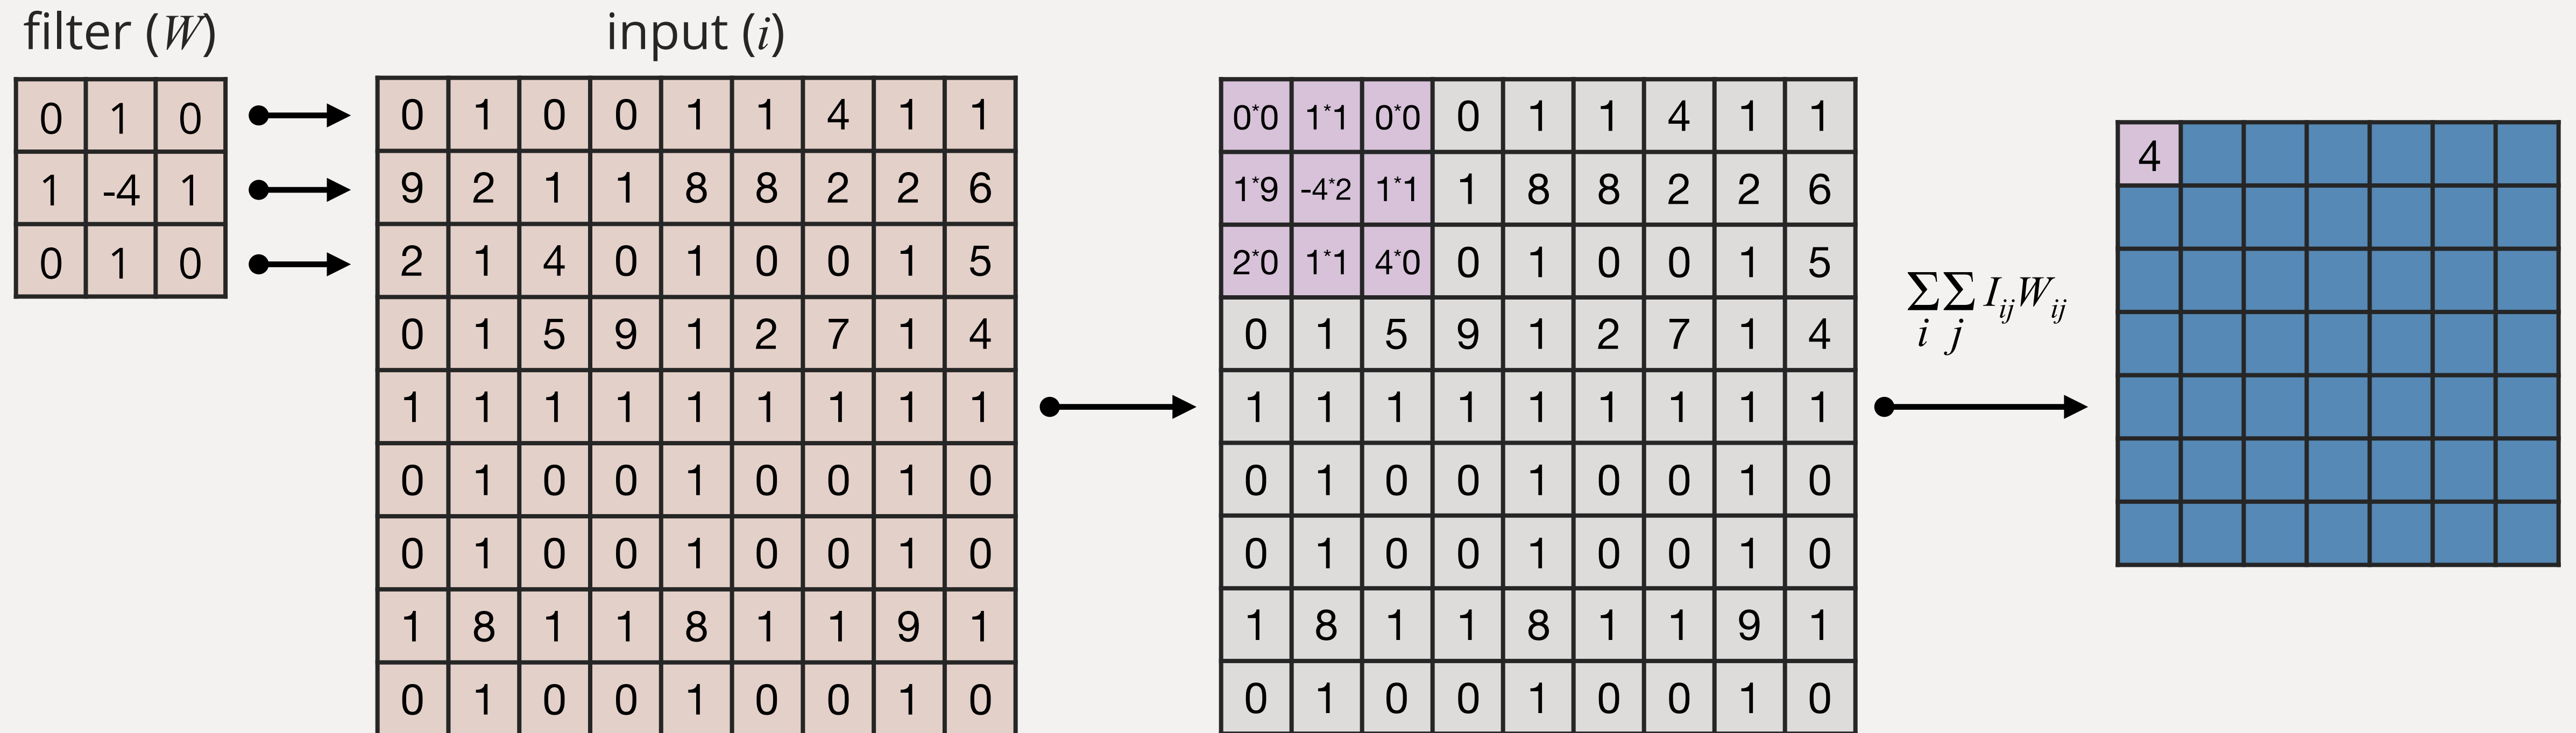 filter (W)
0 1 0
1 -4 1
0 1 0
input (i)
0 1 0 0 1 1 4 1 1
9 2 1 1 8 8 2 2 6
2 1 4 0 1 0 0 1 5
0 1 5 9 1 2 7 1 4
1 1 1 1 1 1 1 1 1
0 1 0 0 1 0 0 1 0
0 1 0 0 1 0 0 1 0
1 8 1 1 8 1 1 9 1
0 1 0 0 1 0 0 1 0
0*0 1*1 0*0 0 1 1 4 1 1
1*9 -4*2 1*1 1 8 8 2 2 6
2*0 1*1 4*0 0 1 0 0 1 5
0 1 5 9 1 2 7 1 4
1 1 1 1 1 1 1 1 1
0 1 0 0 1 0 0 1 0
0 1 0 0 1 0 0 1 0
1 8 1 1 8 1 1 9 1
0 1 0 0 1 0 0 1 0
∑∑ IijWij
i j
4